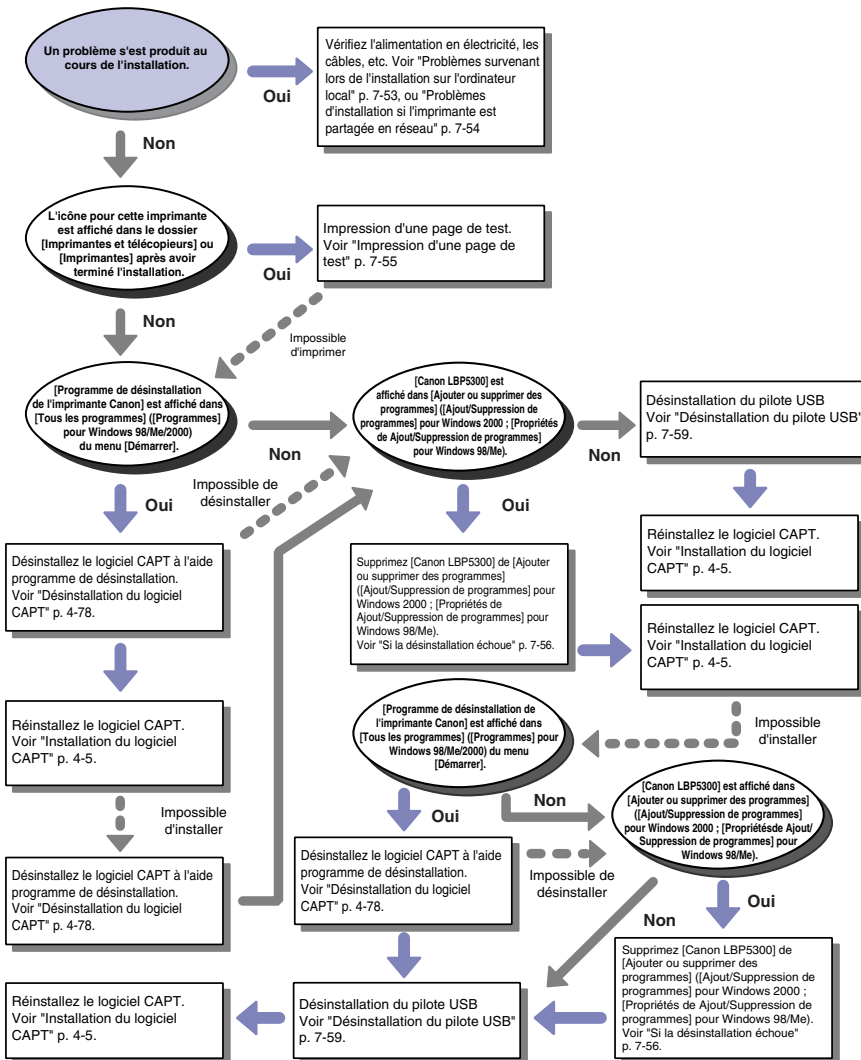 Un problème s'est produit au
cours de l'installation.
Oui
Vérifiez l'alimentation en électricité, les
câbles, etc. Voir "Problèmes survenant
lors de l'installation sur l'ordinateur
local" p. 7-53, ou "Problèmes
d'installation si l'imprimante est
partagée en réseau" p. 7-54
Non
L'icône pour cette imprimante
est affiché dans le dossier
[Imprimantes et télécopieurs] ou
[Imprimantes] après avoir
terminé l'installation.
Oui
Impression d'une page de test.
Voir "Impression d'une page de
test" p. 7-55
Non
Impossible
d'imprimer
[Programme de désinstallation
de l'imprimante Canon] est affiché dans
[Tous les programmes] ([Programmes]
pour Windows 98/Me/2000)
du menu [Démarrer].
Non
[Canon LBP5300] est
affiché dans [Ajouter ou supprimer des
programmes] ([Ajout/Suppression de
programmes] pour Windows 2000 ; [Propriétés
de Ajout/Suppression de programmes]
pour Windows 98/Me).
Non
Désinstallation du pilote USB
Voir "Désinstallation du pilote USB"
p. 7-59.
Oui
Impossible de
désinstaller
Oui
Désinstallez le logiciel CAPT à l'aide
programme de désinstallation.
Voir "Désinstallation du logiciel
CAPT" p. 4-78.
Supprimez [Canon LBP5300] de [Ajouter
ou supprimer des programmes]
([Ajout/Suppression de programmes] pour
Windows 2000 ; [Propriétés de
Ajout/Suppression de programmes] pour
Windows 98/Me).
Voir "Si la désinstallation échoue" p. 7-56.
Réinstallez le logiciel CAPT.
Voir "Installation du logiciel
CAPT" p. 4-5.
Réinstallez le logiciel CAPT.
Voir "Installation du logiciel
CAPT" p. 4-5.
Réinstallez le logiciel CAPT.
Voir "Installation du logiciel
CAPT" p. 4-5.
Impossible
d'installer
[Programme de désinstallation de
l'imprimante Canon] est affiché dans
[Tous les programmes] ([Programmes] pour
Windows 98/Me/2000) du menu
[Démarrer].
Impossible
d'installer
Oui
Non
[Canon LBP5300] est affiché dans
[Ajouter ou supprimer des programmes]
([Ajout/Suppression de programmes]
pour Windows 2000 ; [Propriétésde Ajout/
Suppression de programmes] pour
Windows 98/Me).
Désinstallez le logiciel CAPT à l'aide
programme de désinstallation.
Voir "Désinstallation du logiciel
CAPT" p. 4-78.
Désinstallez le logiciel CAPT à l'aide
programme de désinstallation.
Voir "Désinstallation du logiciel
CAPT" p. 4-78.
Impossible de
désinstaller
Non
Oui
Supprimez [Canon LBP5300] de
[Ajouter ou supprimer des
programmes] ([Ajout/Suppression de
programmes] pour Windows 2000 ;
[Propriétés de Ajout/Suppression de
programmes] pour Windows 98/Me).
Voir "Si la désinstallation échoue"
p. 7-56.
Désinstallation du pilote USB
Voir "Désinstallation du pilote USB"
p. 7-59.
Réinstallez le logiciel CAPT.
Voir "Installation du logiciel
CAPT" p. 4-5.